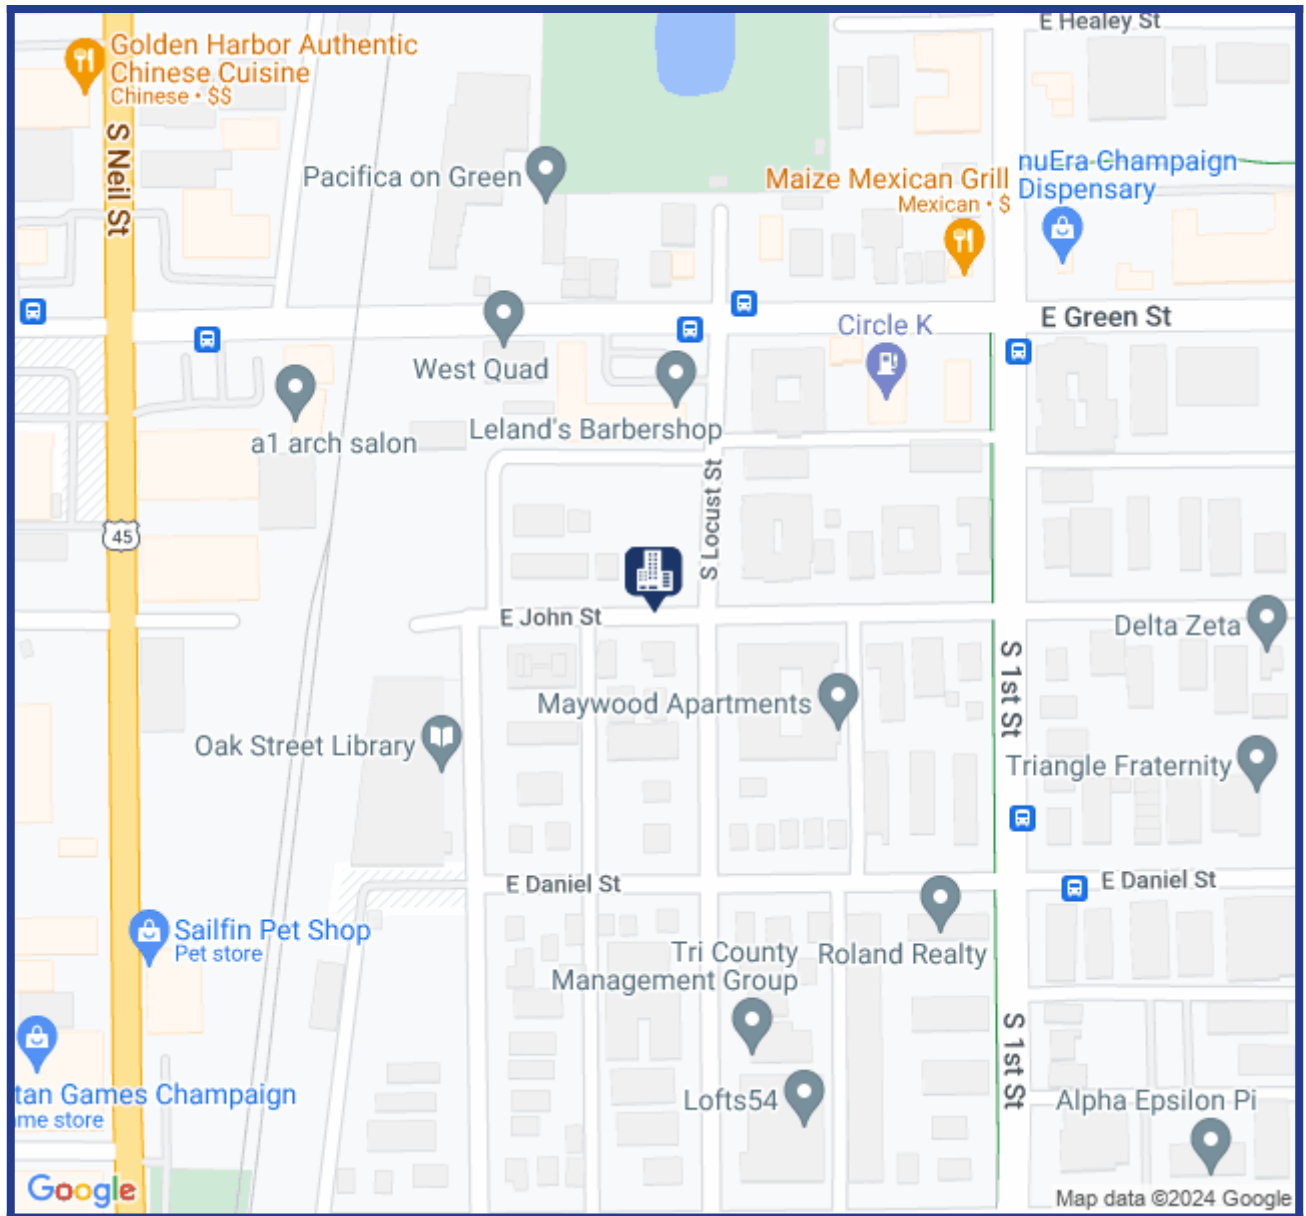 E Healey St
Golden Harbor Authentic
Chinese Cuisine
Chinese • $$
S Neil St
Pacifica on Green
Maize Mexican Grill
Mexican • $
nuEra Champaign
Dispensary
E Green St
Circle K
West Quad
Leland's Barbershop
a1 arch salon
S Locust St
45
E John St
Delta Zeta
S 1st St
Maywood Apartments
Oak Street Library
Triangle Fraternity
E Daniel St
E Daniel St
Sailfin Pet Shop
Pet store
Tri County
Management Group
Roland Realty
S 1st St
tan Games Champaign
me store
Lofts54
Alpha Epsilon Pi
Google
Map data ©2024 Google